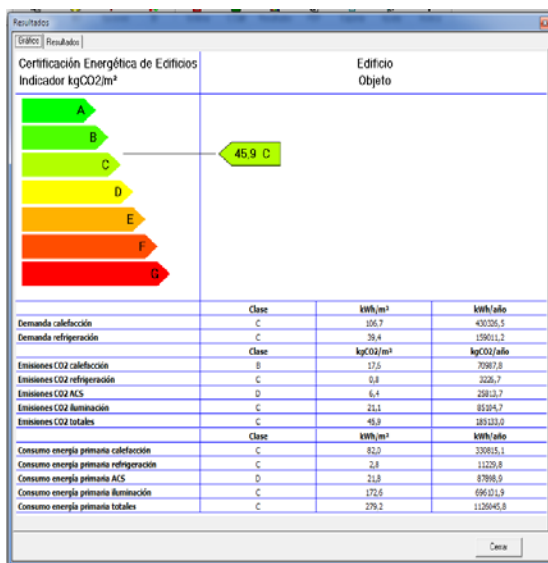 Resultados
Gráfico Resultados
Certificación Energética de Edificios
Indicador kgCO2/m²
Edificio
Objeto
A
B
45,9 C
C
D
E
F
G
Clase kWh/m² kWh/año
Demanda calefacción C 106,7 430326,5
Demanda refrigeración C 39,4 159011,2
Clase kgCO2/m² kgCO2/año
Emisiones CO2 calefacción B 17,6 70987,8
Emisiones CO2 refrigeración C 0,8 3226,7
Emisiones CO2 ACS D 6,4 25813,7
Emisiones CO2 iluminación C 21,1 85104,7
Emisiones CO2 totales C 45,9 185133,0
Clase kWh/m² kWh/año
Consumo energía primaria calefacción C 82,0 330815,1
Consumo energía primaria refrigeración C 2,8 11229,8
Consumo energía primaria ACS D 21,8 87898,9
Consumo energía primaria iluminación C 172,6 696101,9
Consumo energía primaria totales C 279,2 1126045,8
Cerrar